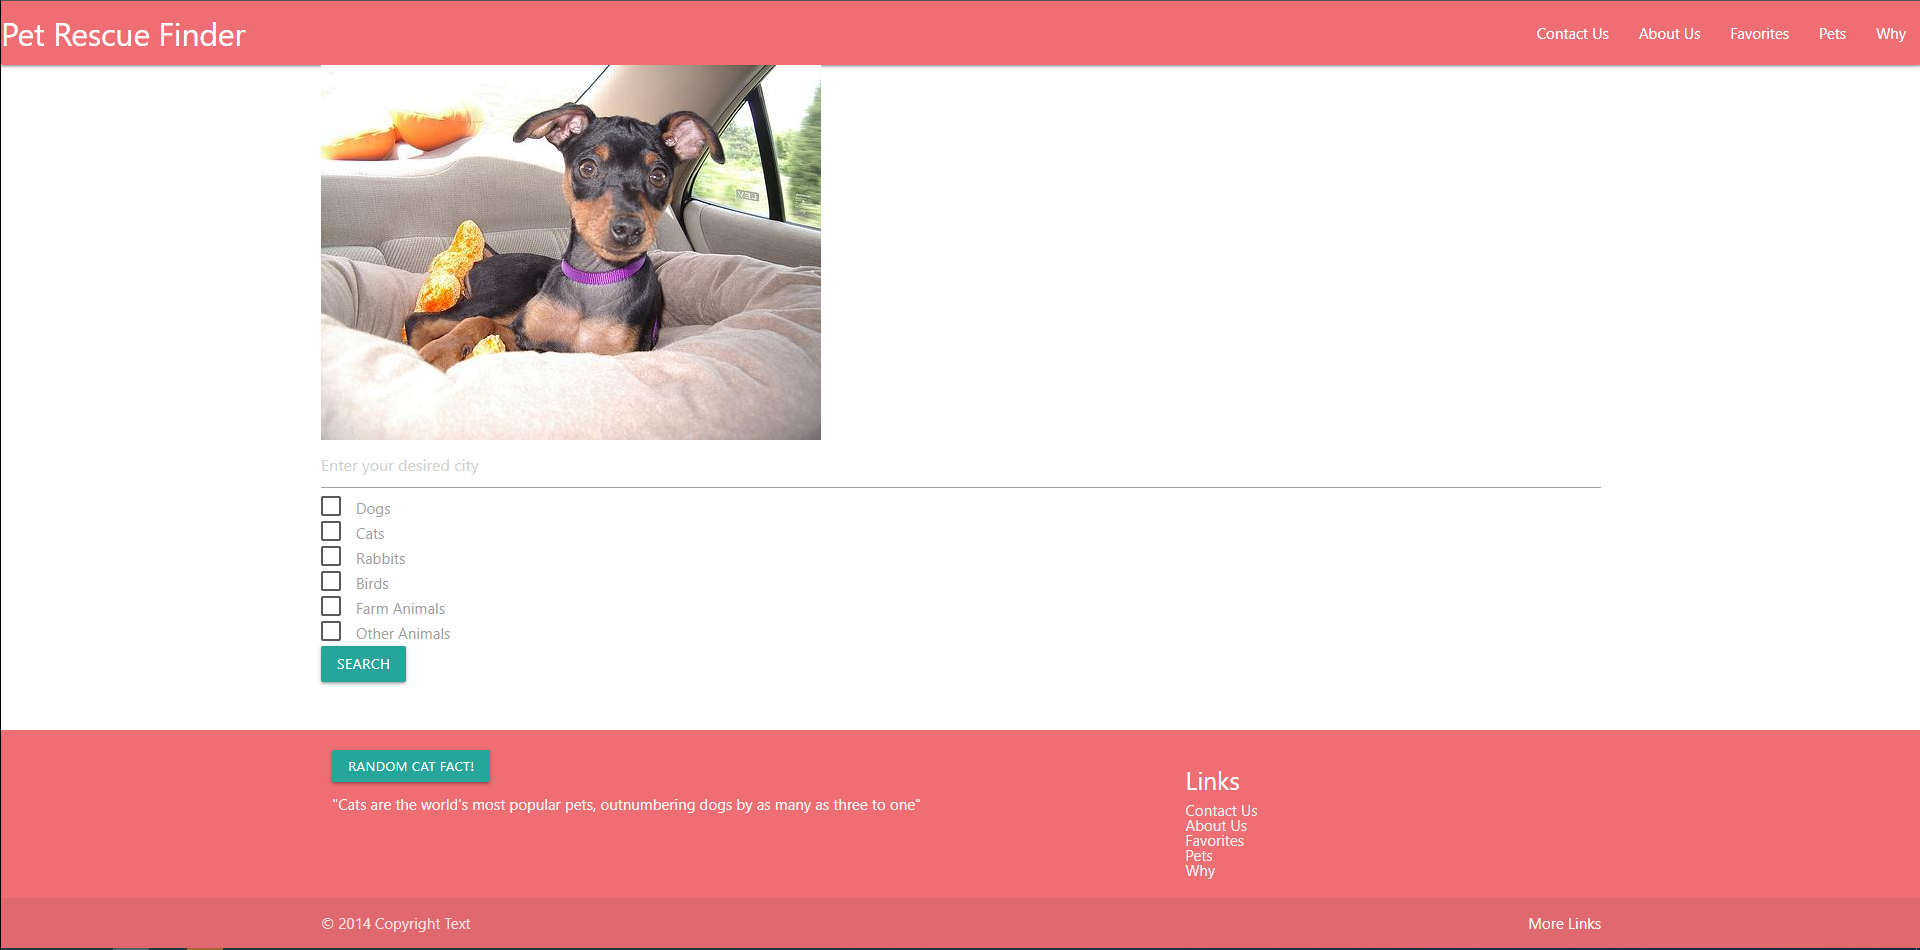 Pet Rescue Finder
Contact Us About Us Favorites Pets Why
Enter your desired city
Dogs
Cats
Rabbits
Birds
Farm Animals
Other Animals
SEARCH
RANDOM CAT FACT!
"Cats are the world's most popular pets, outnumbering dogs by as many as three to one"
Links
Contact Us
About Us
Favorites
Pets
Why
© 2014 Copyright Text
More Links